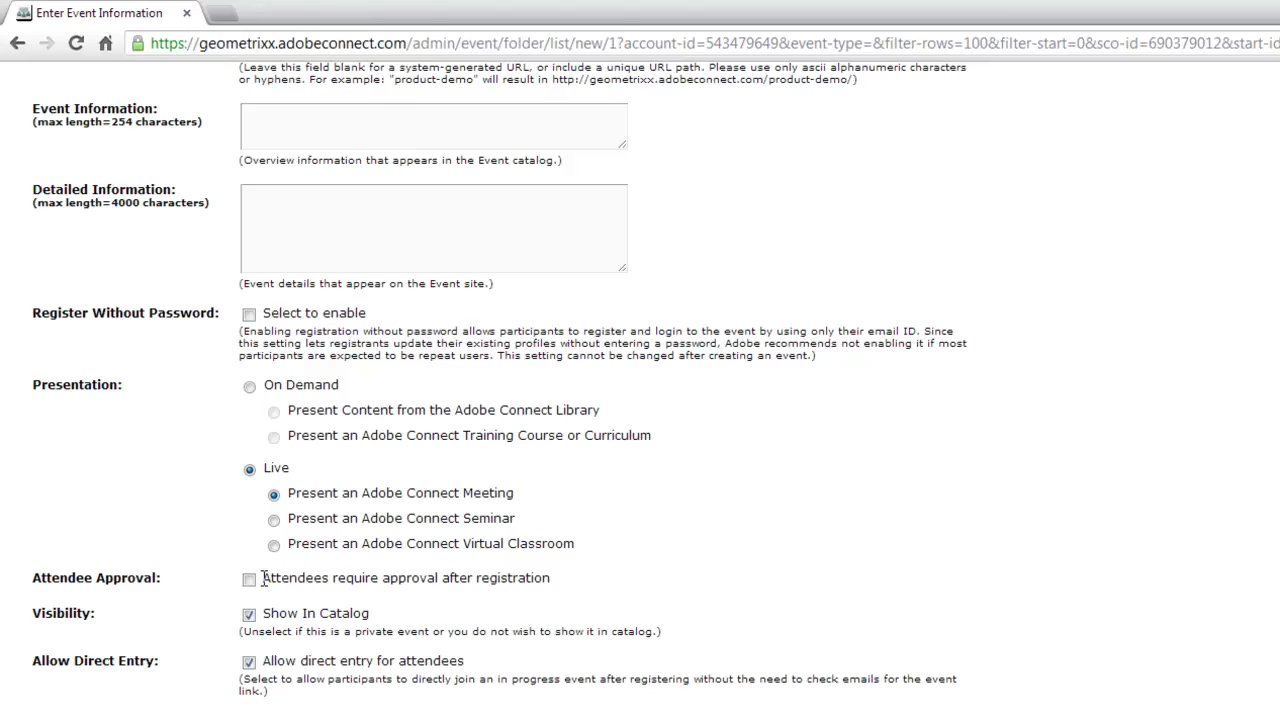 Enter Event Information
https://geometrixx.adobeconnect.com/admin/event/folder/list/new/1?account-id=543479649&event-type=&filter-rows=100&filter-start=0&sco-id=690379012&start-id
(Leave this field blank for a system-generated URL, or include a unique URL path. Please use only ascii alphanumeric characters
or hyphens. For example: "product-demo" will result in http://geometrixx.adobeconnect.com/product-demo/)
Event Information:
(max length=254 characters)
(Overview information that appears in the Event catalog.)
Detailed Information:
(max length=4000 characters)
(Event details that appear on the Event site.)
Register Without Password: Select to enable
(Enabling registration without password allows participants to register and login to the event by using only their email ID. Since
this setting lets registrants update their existing profiles without entering a password, Adobe recommends not enabling it if most
participants are expected to be repeat users. This setting cannot be changed after creating an event.)
Presentation: On Demand
Present Content from the Adobe Connect Library
Present an Adobe Connect Training Course or Curriculum
Live
Present an Adobe Connect Meeting
Present an Adobe Connect Seminar
Present an Adobe Connect Virtual Classroom
Attendee Approval: Attendees require approval after registration
Visibility: Show In Catalog
(Unselect if this is a private event or you do not wish to show it in catalog.)
Allow Direct Entry: Allow direct entry for attendees
(Select to allow participants to directly join an in progress event after registering without the need to check emails for the event
link.)